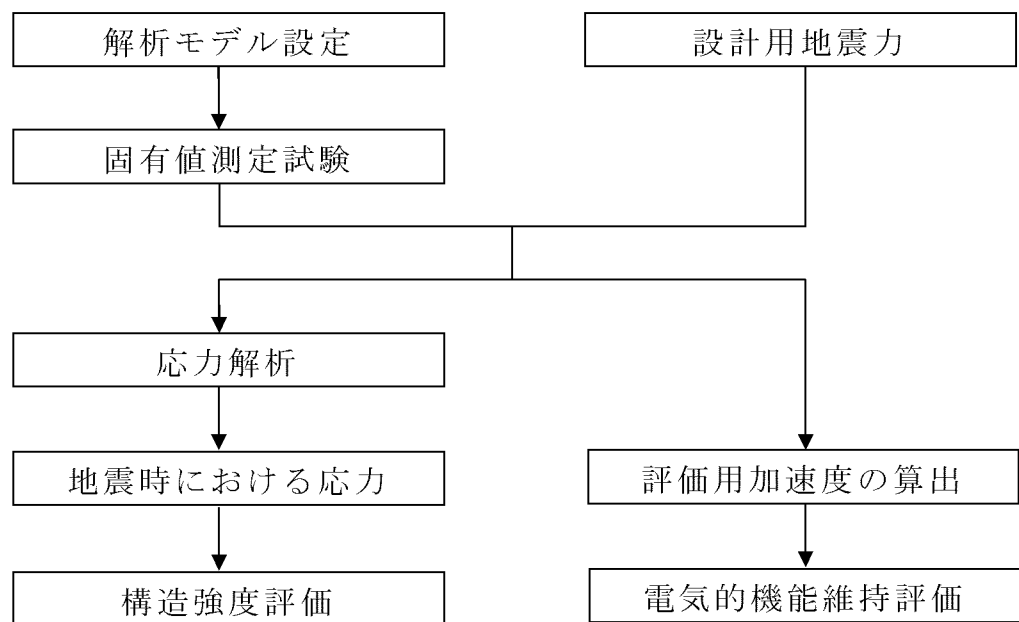 解析モデル設定
設計用地震力
固有値測定試験
応力解析
地震時における応力
評価用加速度の算出
構造強度評価
電気的機能維持評価